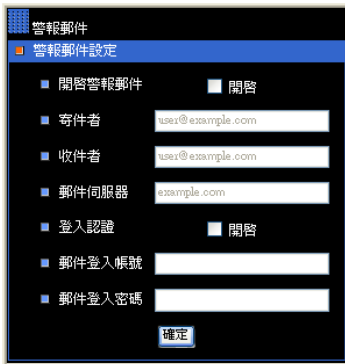 警報郵件
警報郵件設定
開啓警報郵件 開啓
寄件者 user@example.com
收件者 user@example.com
郵件伺服器 example.com
登入認證 開啓
郵件登入帳號
郵件登入密碼
確定